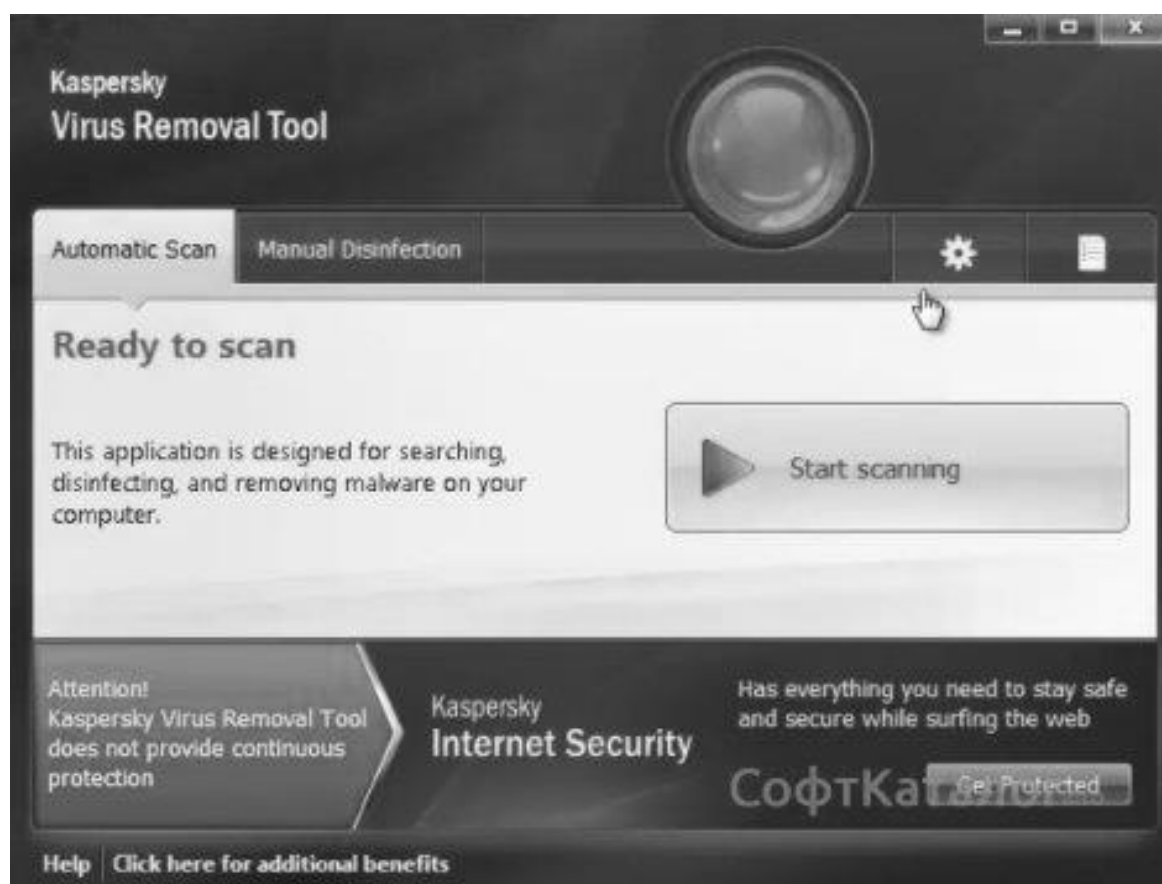 Kaspersky
Virus Removal Tool
Automatic Scan
Manual Disinfection
Ready to scan
This application is designed for searching,
disinfecting, and removing malware on your
computer.
Start scanning
Attention!
Kaspersky Virus Removal Tool
does not provide continuous
protection
Kaspersky
Internet Security
Has everything you need to stay safe
and secure while surfing the web
Get Protected
СофтКаталог
Help
Click here for additional benefits